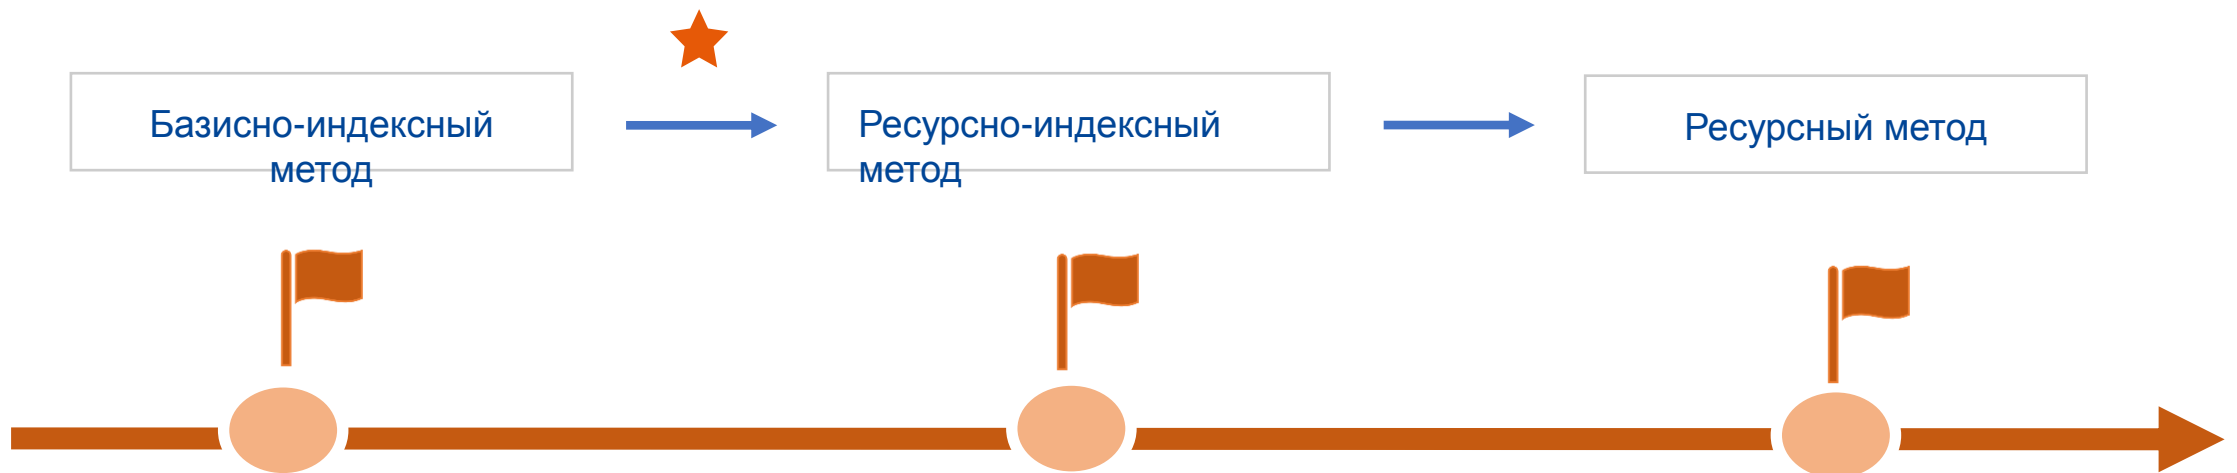 Базисно-индексный
метод
Ресурсно-индексный
метод
Ресурсный метод